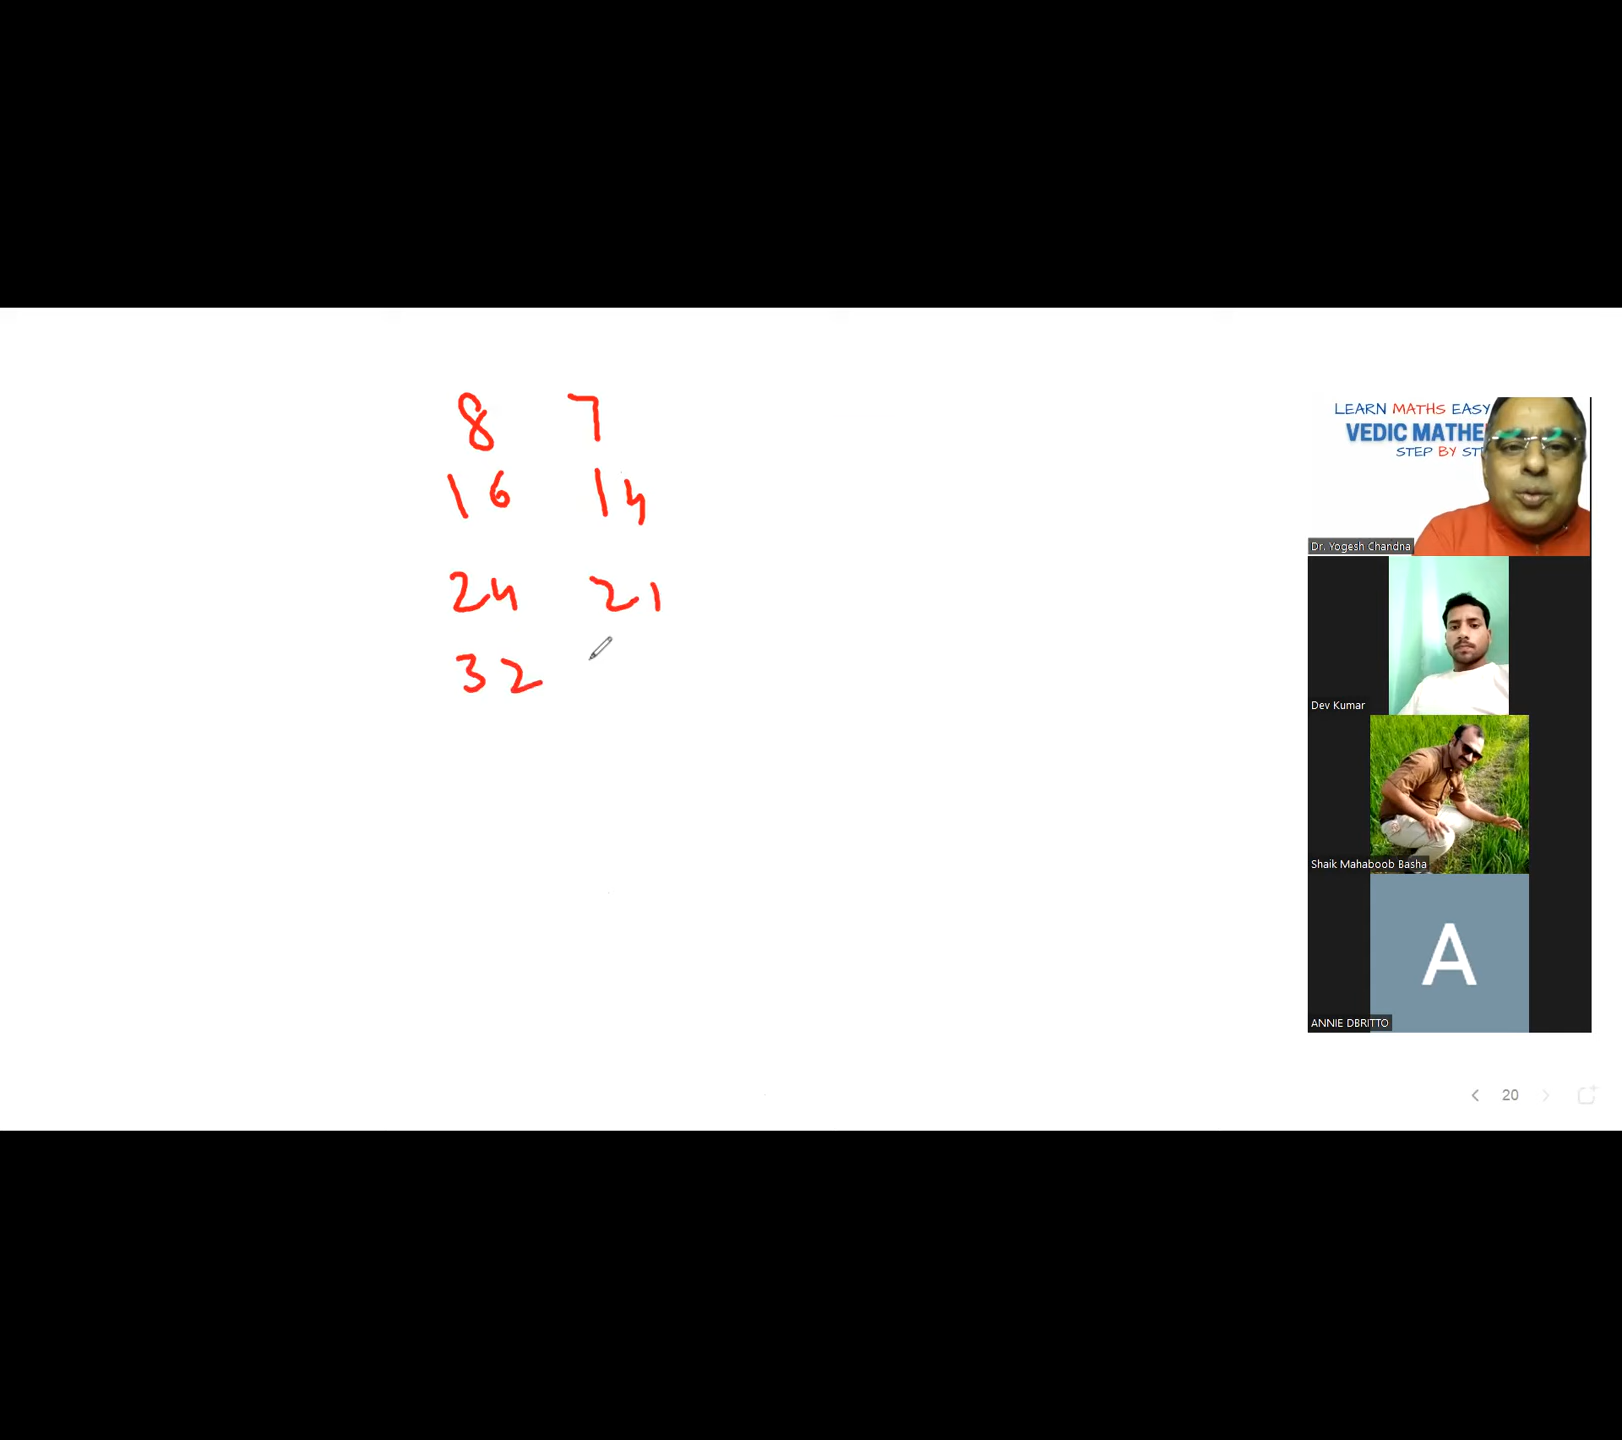 8 7
16 14
24 21
32
LEARN MATHS EASY
VEDIC MATHE
STEP BY ST
Dr. Yogesh Chandna
Dev Kumar
Shaik Mahaboob Basha
A
ANNIE DBRITTO
20